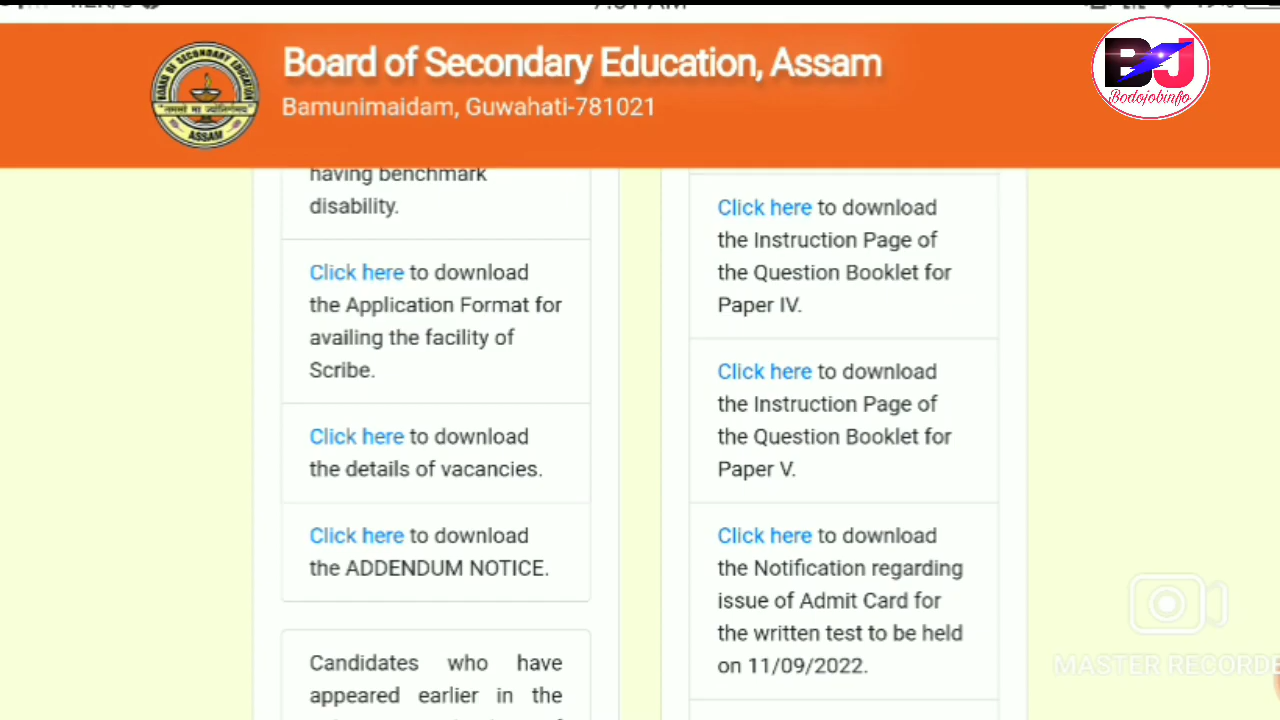 Board of Secondary Education, Assam
Bamunimaidam, Guwahati-781021
ASSAM
BJ
Bodojobinfo
having benchmark
disability.
Click here to download
the Application Format for
availing the facility of
Scribe.
Click here to download
the details of vacancies.
Click here to download
the ADDENDUM NOTICE.
Candidates who have
appeared earlier in the
Click here to download
the Instruction Page of
the Question Booklet for
Paper IV.
Click here to download
the Instruction Page of
the Question Booklet for
Paper V.
Click here to download
the Notification regarding
issue of Admit Card for
the written test to be held
on 11/09/2022.
MASTER RECORDE